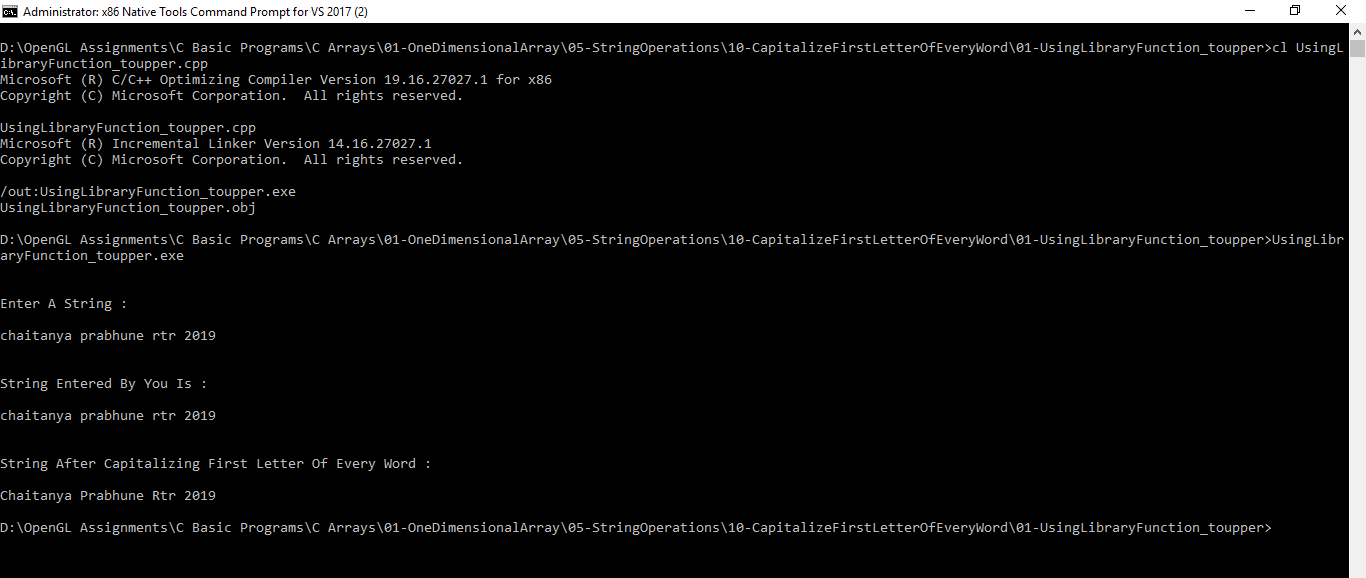 Administrator: x86 Native Tools Command Prompt for VS 2017 (2)
D:\OpenGL Assignments\C Basic Programs\C Arrays\01-OneDimensionalArray\05-StringOperations\10-CapitalizeFirstLetterOfEveryWord\01-UsingLibraryFunction_toupper>cl UsingL
ibraryFunction_toupper.cpp
Microsoft (R) C/C++ Optimizing Compiler Version 19.16.27027.1 for x86
Copyright (C) Microsoft Corporation.  All rights reserved.
UsingLibraryFunction_toupper.cpp
Microsoft (R) Incremental Linker Version 14.16.27027.1
Copyright (C) Microsoft Corporation.  All rights reserved.
/out:UsingLibraryFunction_toupper.exe
UsingLibraryFunction_toupper.obj
D:\OpenGL Assignments\C Basic Programs\C Arrays\01-OneDimensionalArray\05-StringOperations\10-CapitalizeFirstLetterOfEveryWord\01-UsingLibraryFunction_toupper>UsingLibr
aryFunction_toupper.exe
Enter A String :
chaitanya prabhune rtr 2019
String Entered By You Is :
chaitanya prabhune rtr 2019
String After Capitalizing First Letter Of Every Word :
Chaitanya Prabhune Rtr 2019
D:\OpenGL Assignments\C Basic Programs\C Arrays\01-OneDimensionalArray\05-StringOperations\10-CapitalizeFirstLetterOfEveryWord\01-UsingLibraryFunction_toupper>